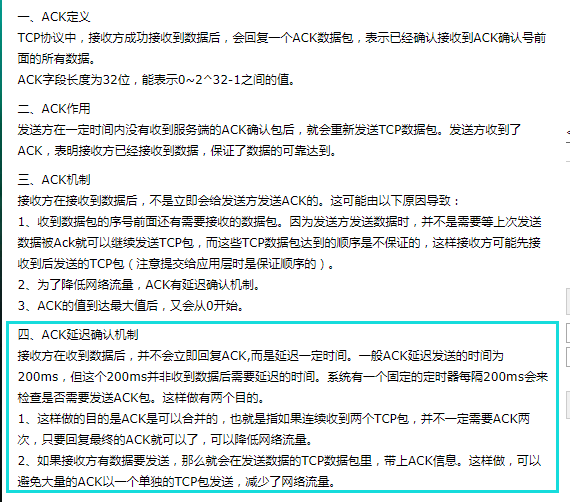 一、ACK定义
TCP协议中，接收方成功接收到数据后，会回复一个ACK数据包，表示已经确认接收到ACK确认号前
面的所有数据。
ACK字段长度为32位，能表示0~2^32-1之间的值。
二、ACK作用
发送方在一定时间内没有收到服务端的ACK确认包后，就会重新发送TCP数据包。发送方收到了
ACK，表明接收方已经接收到数据，保证了数据的可靠达到。
三、ACK机制
接收方在接收到数据后，不是立即会给发送方发送ACK的。这可能由以下原因导致：
1、收到数据包的序号前面还有需要接收的数据包。因为发送方发送数据时，并不是需要等上次发送
数据被Ack就可以继续发送TCP包，而这些TCP数据包达到的顺序是不保证的，这样接收方可能先接
收到后发送的TCP包（注意提交给应用层时是保证顺序的）。
2、为了降低网络流量，ACK有延迟确认机制。
3、ACK的值到达最大值后，又会从0开始。
四、ACK延迟确认机制
接收方在收到数据后，并不会立即回复ACK,而是延迟一定时间。一般ACK延迟发送的时间为
200ms，但这个200ms并非收到数据后需要延迟的时间。系统有一个固定的定时器每隔200ms会来
检查是否需要发送ACK包。这样做有两个目的。
1、这样做的目的是ACK是可以合并的，也就是指如果连续收到两个TCP包，并不一定需要ACK两
次，只要回复最终的ACK就可以了，可以降低网络流量。
2、如果接收方有数据要发送，那么就会在发送数据的TCP数据包里，带上ACK信息。这样做，可以
避免大量的ACK以一个单独的TCP包发送，减少了网络流量。